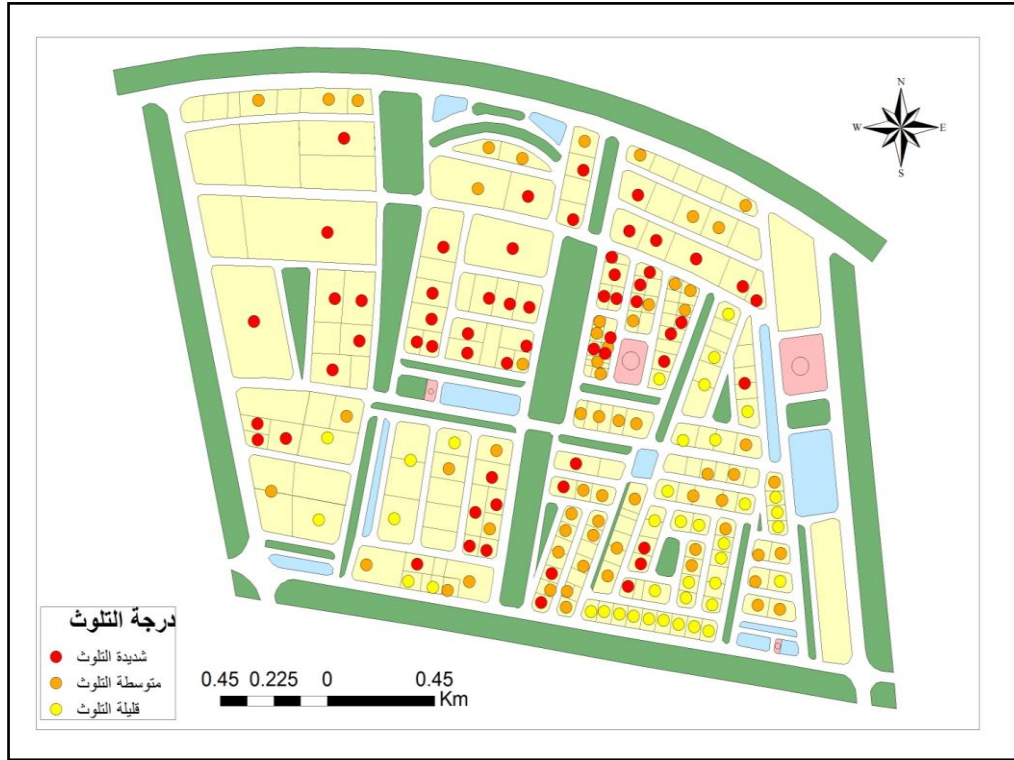 N
W E
S
درجة التلوث
شديدة التلوث
متوسطة التلوث
قليلة التلوث
0.45 0.225 0 0.45
Km